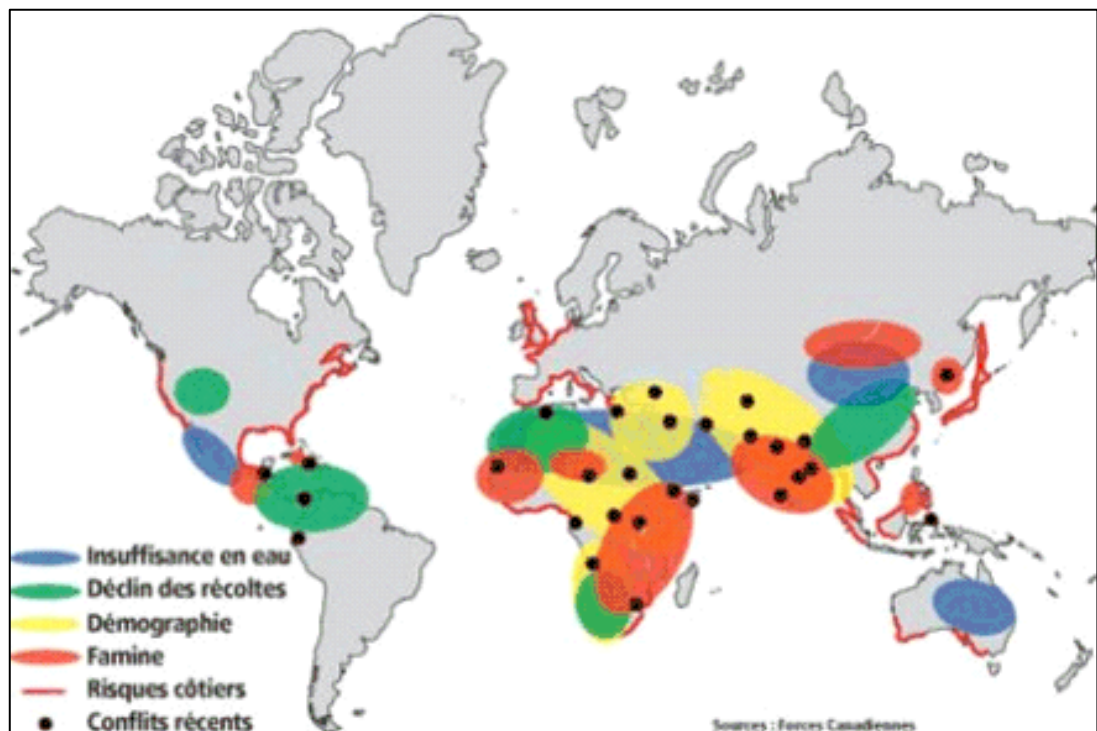 Insuffisance en eau
Déclin des récoltes
Démographie
Famine
Risques côtiers
Conflits récents
Sources : Forces Canadiennes